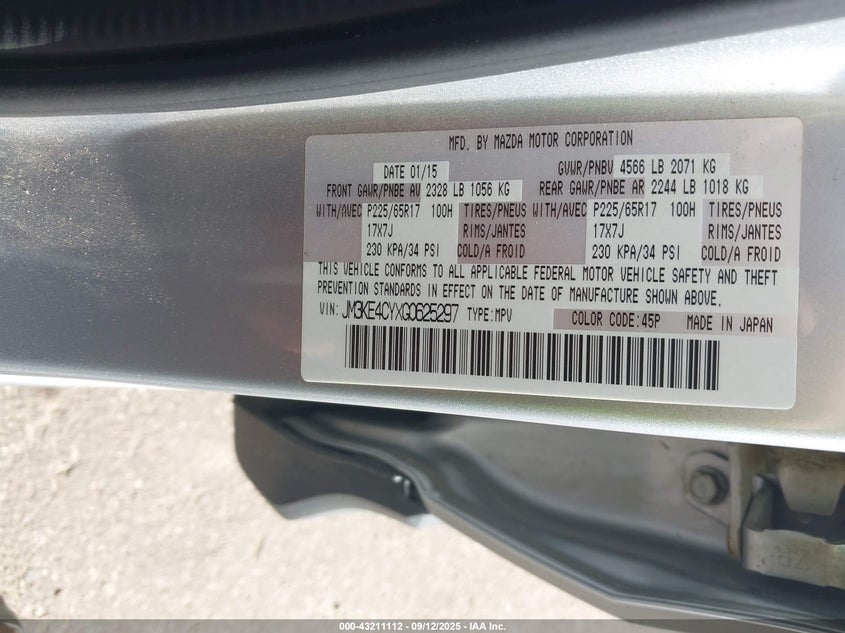 MFD. BY MAZDA MOTOR CORPORATION
DATE 01/15 GVWR/PNBV 4566 LB 2071 KG
FRONT GAWR/PNBE AV 2328 LB 1056 KG REAR GAWR/PNBE AR 2244 LB 1018 KG
WITH/AVEC P225/65R17 100H TIRES/PNEUS WITH/AVEC P225/65R17 100H TIRES/PNEUS
17X7J RIMS/JANTES 17X7J RIMS/JANTES
230 KPA/34 PSI COLD/A FROID 230 KPA/34 PSI COLD/A FROID
THIS VEHICLE CONFORMS TO ALL APPLICABLE FEDERAL MOTOR VEHICLE SAFETY AND THEFT
PREVENTION STANDARDS IN EFFECT ON THE DATE OF MANUFACTURE SHOWN ABOVE.
VIN: JM3KE4CYXG0625297 TYPE:MPV COLOR CODE:45P MADE IN JAPAN
ZR
000-43211112 - 09/12/2025 - IAA Inc.